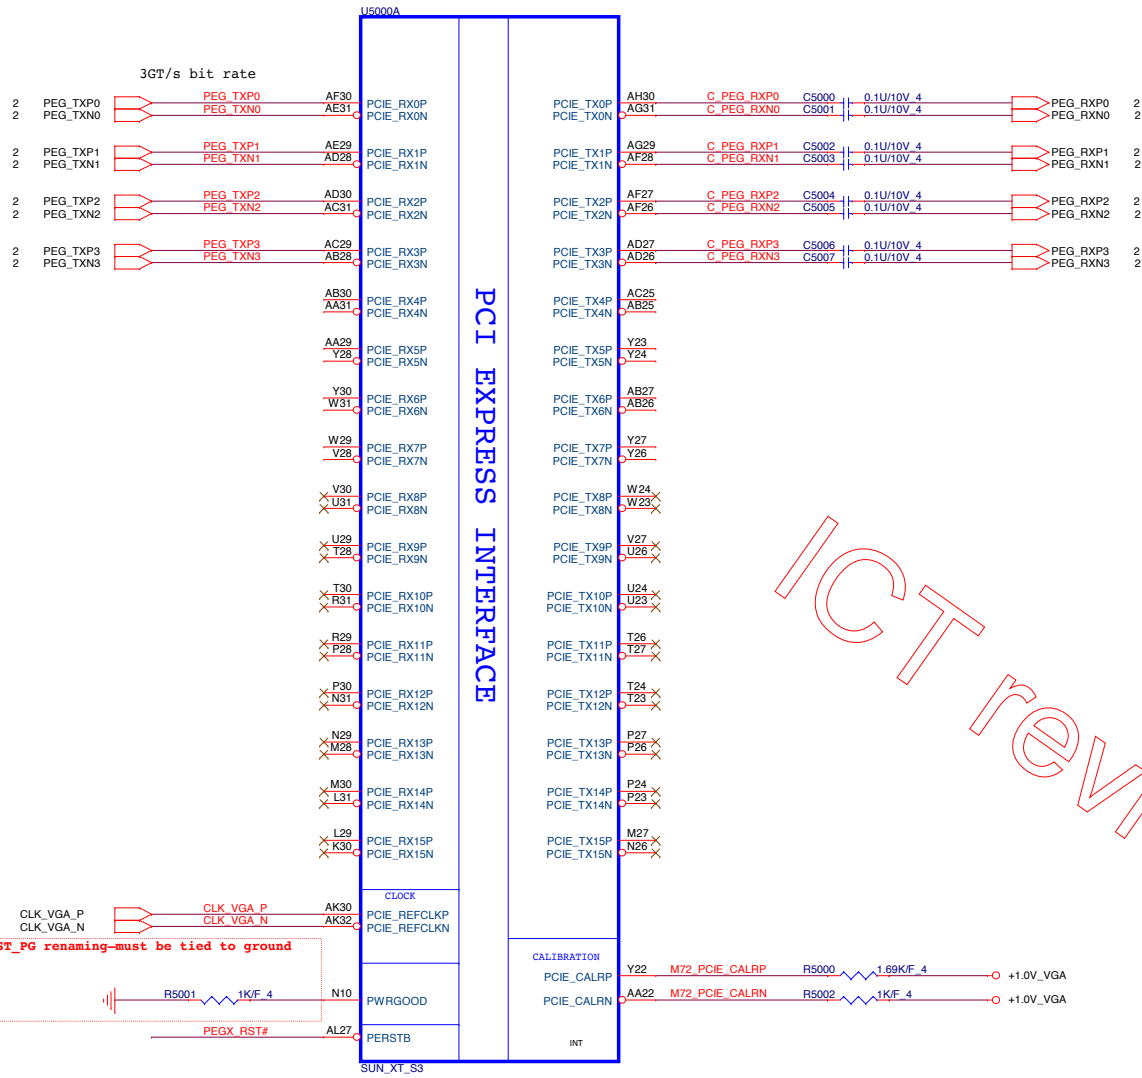 U5000A
3GT/s bit rate
2 PEG_TXP0 PEG_TXP0 AF30 PCIE_RX0P PCIE_TX0P AH30 C_PEG_RXP0 C5000 0.1U/10V_4 PEG_RXP0 2
2 PEG_TXN0 PEG_TXN0 AE31 PCIE_RX0N PCIE_TX0N AG31 C_PEG_RXN0 C5001 0.1U/10V_4 PEG_RXN0 2
2 PEG_TXP1 PEG_TXP1 AE29 PCIE_RX1P PCIE_TX1P AG29 C_PEG_RXP1 C5002 0.1U/10V_4 PEG_RXP1 2
2 PEG_TXN1 PEG_TXN1 AD28 PCIE_RX1N PCIE_TX1N AF28 C_PEG_RXN1 C5003 0.1U/10V_4 PEG_RXN1 2
2 PEG_TXP2 PEG_TXP2 AD30 PCIE_RX2P PCIE_TX2P AF27 C_PEG_RXP2 C5004 0.1U/10V_4 PEG_RXP2 2
2 PEG_TXN2 PEG_TXN2 AC31 PCIE_RX2N PCIE_TX2N AF26 C_PEG_RXN2 C5005 0.1U/10V_4 PEG_RXN2 2
2 PEG_TXP3 PEG_TXP3 AC29 PCIE_RX3P PCIE_TX3P AD27 C_PEG_RXP3 C5006 0.1U/10V_4 PEG_RXP3 2
2 PEG_TXN3 PEG_TXN3 AB28 PCIE_RX3N PCIE_TX3N AD26 C_PEG_RXN3 C5007 0.1U/10V_4 PEG_RXN3 2
AB30 PCIE_RX4P PCIE_TX4P AC25
AA31 PCIE_RX4N PCIE_TX4N AB25
AA29 PCIE_RX5P PCIE_TX5P Y23
Y28 PCIE_RX5N PCIE_TX5N Y24
Y30 PCIE_RX6P PCIE_TX6P AB27
W31 PCIE_RX6N PCIE_TX6N AB26
W29 PCIE_RX7P PCIE_TX7P Y27
V28 PCIE_RX7N PCIE_TX7N Y26
V30 PCIE_RX8P PCIE_TX8P W24
U31 PCIE_RX8N PCIE_TX8N W23
U29 PCIE_RX9P PCIE_TX9P V27
T28 PCIE_RX9N PCIE_TX9N U26
T30 PCIE_RX10P PCIE_TX10P U24
R31 PCIE_RX10N PCIE_TX10N U23
R29 PCIE_RX11P PCIE_TX11P T26
P28 PCIE_RX11N PCIE_TX11N T27
P30 PCIE_RX12P PCIE_TX12P T24
N31 PCIE_RX12N PCIE_TX12N T23
N29 PCIE_RX13P PCIE_TX13P P27
M28 PCIE_RX13N PCIE_TX13N P26
M30 PCIE_RX14P PCIE_TX14P P24
L31 PCIE_RX14N PCIE_TX14N P23
L29 PCIE_RX15P PCIE_TX15P M27
K30 PCIE_RX15N PCIE_TX15N N26
PCI EXPRESS INTERFACE
ICT
CLOCK
CLK_VGA_P CLK_VGA_P AK30 PCIE_REFCLKP
CLK_VGA_N CLK_VGA_N AK32 PCIE_REFCLKN
ST_PG renaming—must be tied to ground
CALIBRATION
PCIE_CALRP Y22 M72_PCIE_CALRP R5000 1.69K/F_4 +1.0V_VGA
R5001 1K/F_4 N10 PWRGOOD PCIE_CALRN AA22 M72_PCIE_CALRN R5002 1K/F_4 +1.0V_VGA
PEGX_RST# AL27 PERSTB
INT
SUN_XT_S3